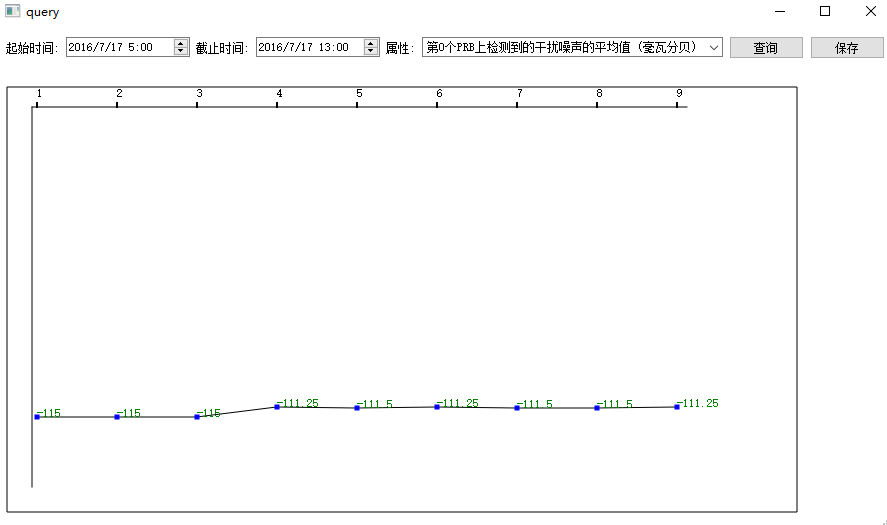 query
起始时间: 2016/7/17 5:00 截止时间: 2016/7/17 13:00 属性: 第0个PRB上检测到的干扰噪声的平均值 (毫瓦分贝) 查询 保存
1 2 3 4 5 6 7 8 9
-115 -115 -115 -111.25 -111.5 -111.25 -111.5 -111.5 -111.25